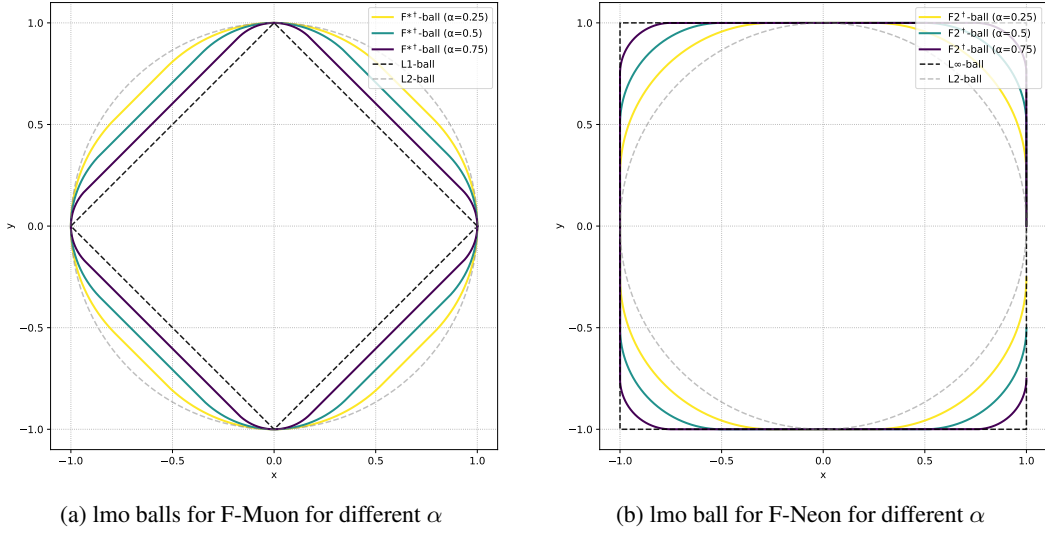 F*†-ball (α=0.25)
F*†-ball (α=0.5)
F*†-ball (α=0.75)
L1-ball
L2-ball
1.0
0.5
0.0
−0.5
−1.0
y
−1.0 −0.5 0.0 0.5 1.0
x
(a) lmo balls for F-Muon for different α
F2†-ball (α=0.25)
F2†-ball (α=0.5)
F2†-ball (α=0.75)
L∞-ball
L2-ball
1.0
0.5
0.0
−0.5
−1.0
y
−1.0 −0.5 0.0 0.5 1.0
x
(b) lmo ball for F-Neon for different α